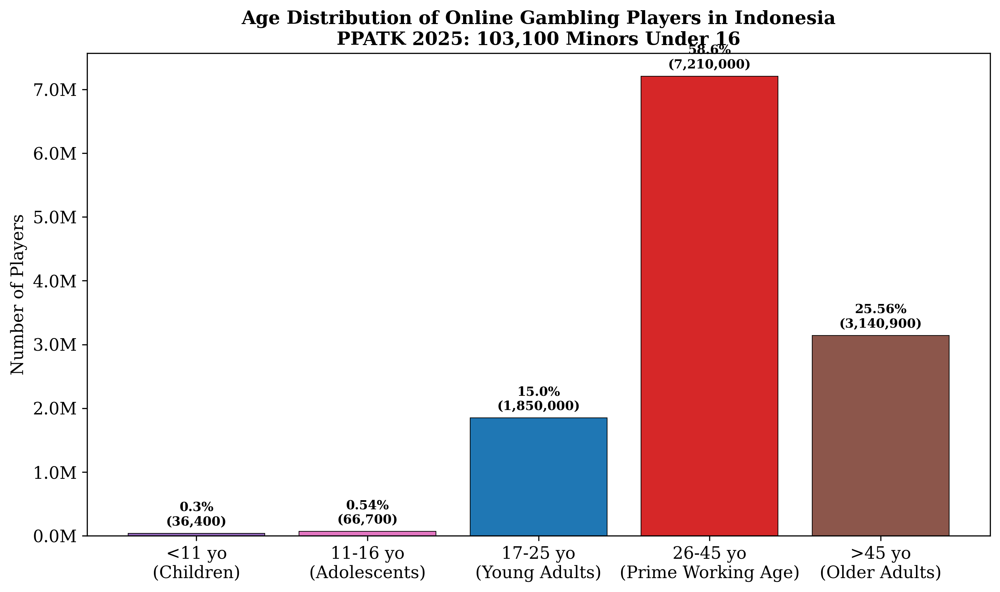 Age Distribution of Online Gambling Players in Indonesia
PPATK 2025: 103,100 Minors Under 16
58.6%
(7,210,000)
7.0M
6.0M
5.0M
4.0M
3.0M
2.0M
1.0M
0.0M
Number of Players
25.56%
(3,140,900)
15.0%
(1,850,000)
0.3%
(36,400)
0.54%
(66,700)
<11 yo
(Children)
11-16 yo
(Adolescents)
17-25 yo
(Young Adults)
26-45 yo
(Prime Working Age)
>45 yo
(Older Adults)